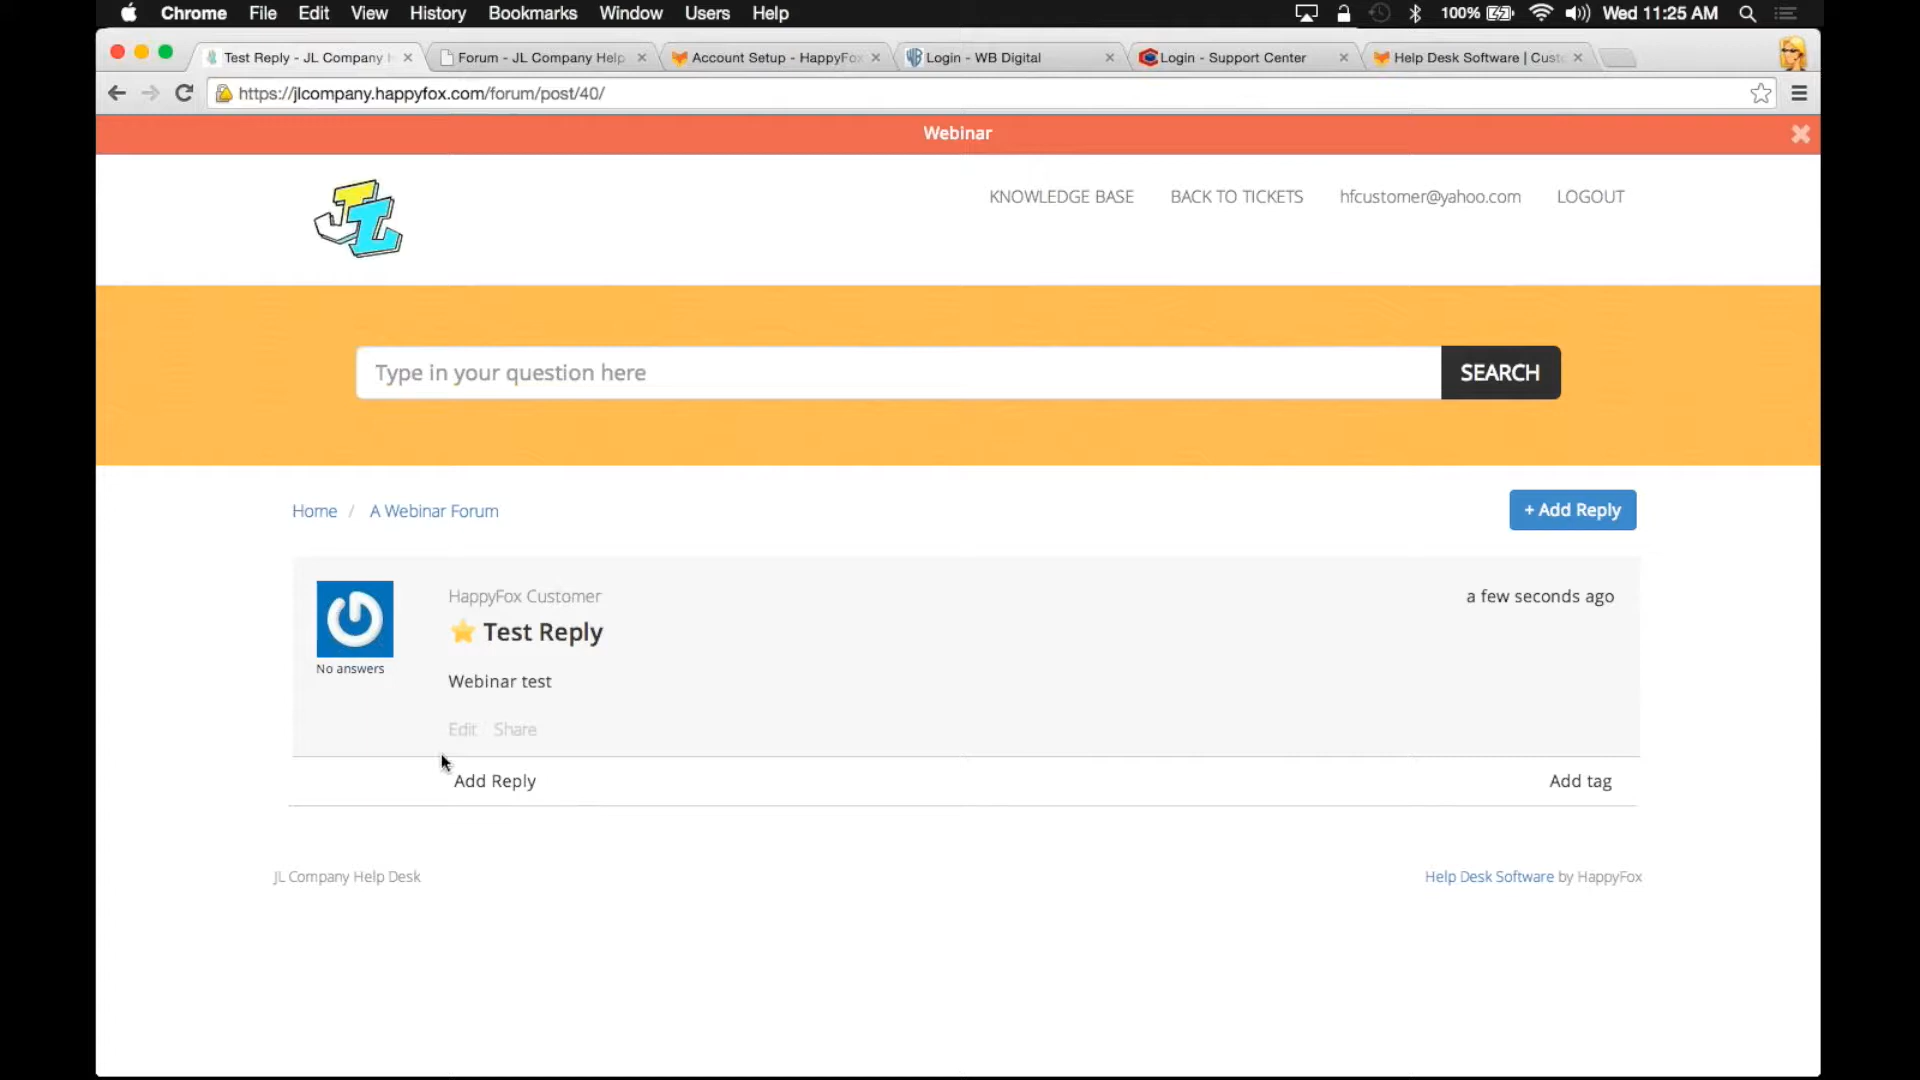 Chrome File Edit View History Bookmarks Window Users Help 100% Wed 11:25 AM
Test Reply - JL Company Forum - JL Company Help Account Setup - HappyFox Login - WB Digital Login - Support Center Help Desk Software | Cust
https://jlcompany.happyfox.com/forum/post/40/
Webinar
JL
KNOWLEDGE BASE BACK TO TICKETS hfcustomer@yahoo.com LOGOUT
Type in your question here SEARCH
Home / A Webinar Forum + Add Reply
HappyFox Customer a few seconds ago
Test Reply
No answers
Webinar test
Edit Share
Add Reply Add tag
JL Company Help Desk Help Desk Software by HappyFox